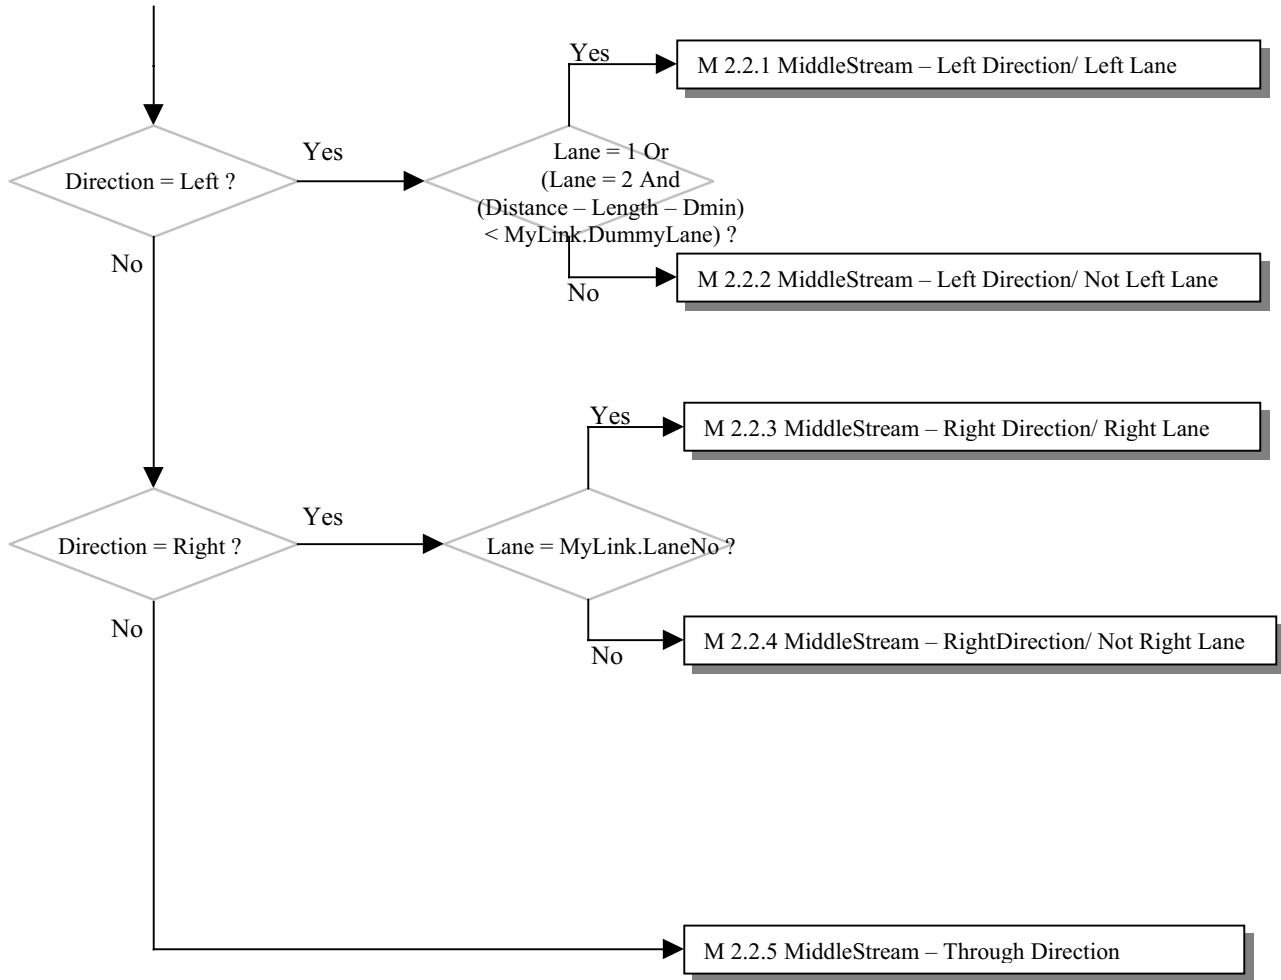 Yes
M 2.2.1 MiddleStream – Left Direction/ Left Lane
Direction = Left ?
Yes
Lane = 1 Or
(Lane = 2 And
(Distance – Length – Dmin)
< MyLink.DummyLane) ?
No
No
M 2.2.2 MiddleStream – Left Direction/ Not Left Lane
Yes
M 2.2.3 MiddleStream – Right Direction/ Right Lane
Direction = Right ?
Yes
Lane = MyLink.LaneNo ?
No
No
M 2.2.4 MiddleStream – RightDirection/ Not Right Lane
M 2.2.5 MiddleStream – Through Direction